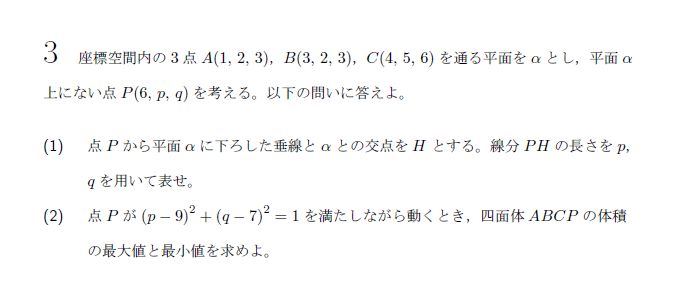 3 座標空間内の 3 点 A(1, 2, 3), B(3, 2, 3), C(4, 5, 6) を通る平面を α とし，平面 α
上にない点 P(6, p, q) を考える。以下の問いに答えよ。
(1) 点 P から平面 α に下ろした垂線と α との交点を H とする。線分 PH の長さを p,
q を用いて表せ。
(2) 点 P が (p − 9)² + (q − 7)² = 1 を満たしながら動くとき，四面体 ABCP の体積
の最大値と最小値を求めよ。